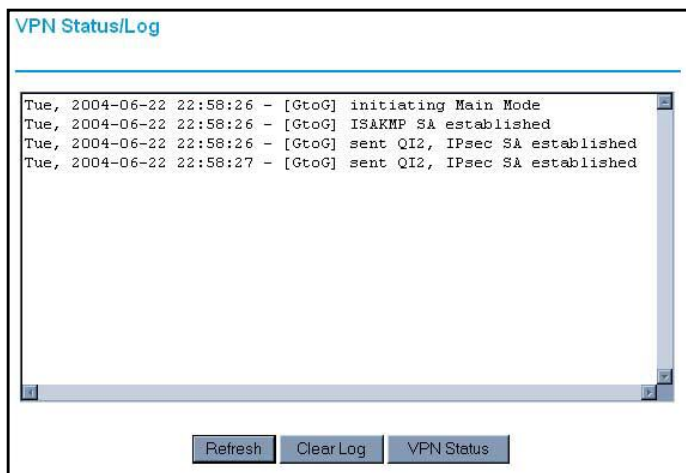 VPN Status/Log
Tue, 2004-06-22 22:58:26 - [GtoG] initiating Main Mode
Tue, 2004-06-22 22:58:26 - [GtoG] ISAKMP SA established
Tue, 2004-06-22 22:58:26 - [GtoG] sent QI2, IPsec SA established
Tue, 2004-06-22 22:58:27 - [GtoG] sent QI2, IPsec SA established
Refresh Clear Log VPN Status